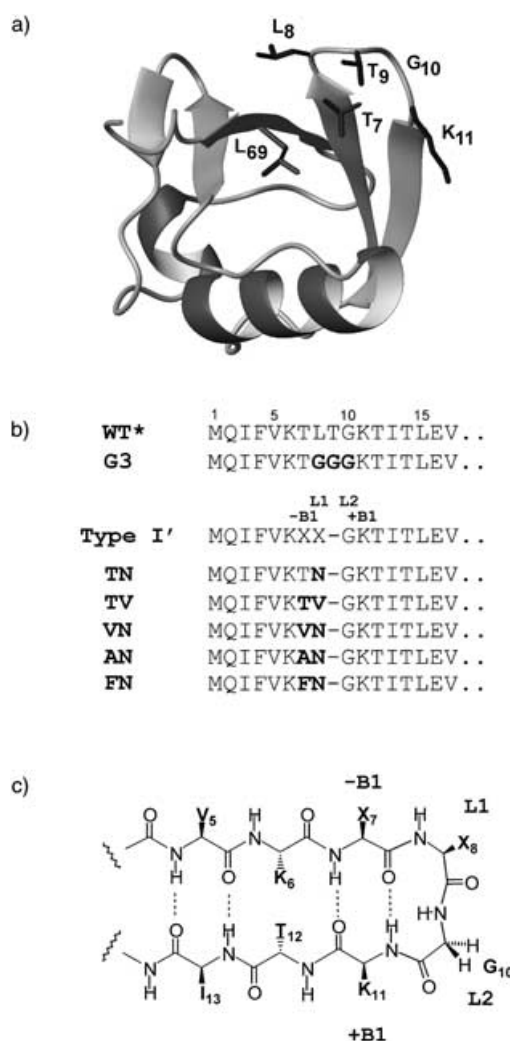 a)
L8
T9
G10
T7
K11
L69
b)
1 5 10 15
WT* MQIFVKTLTGKTITLEV..
G3 MQIFVKTGGGKTITLEV..
L1 L2
-B1 +B1
Type I' MQIFVKXX-GKTITLEV..
TN MQIFVKTN-GKTITLEV..
TV MQIFVKTV-GKTITLEV..
VN MQIFVKVN-GKTITLEV..
AN MQIFVKAN-GKTITLEV..
FN MQIFVKFN-GKTITLEV..
c)
-B1
L1
O V5 H N O X7 H N X8
N H O K6 N H O O
H-N
O H I12 O H H H
N H I13 N O N H K11 N O G10
L2
+B1